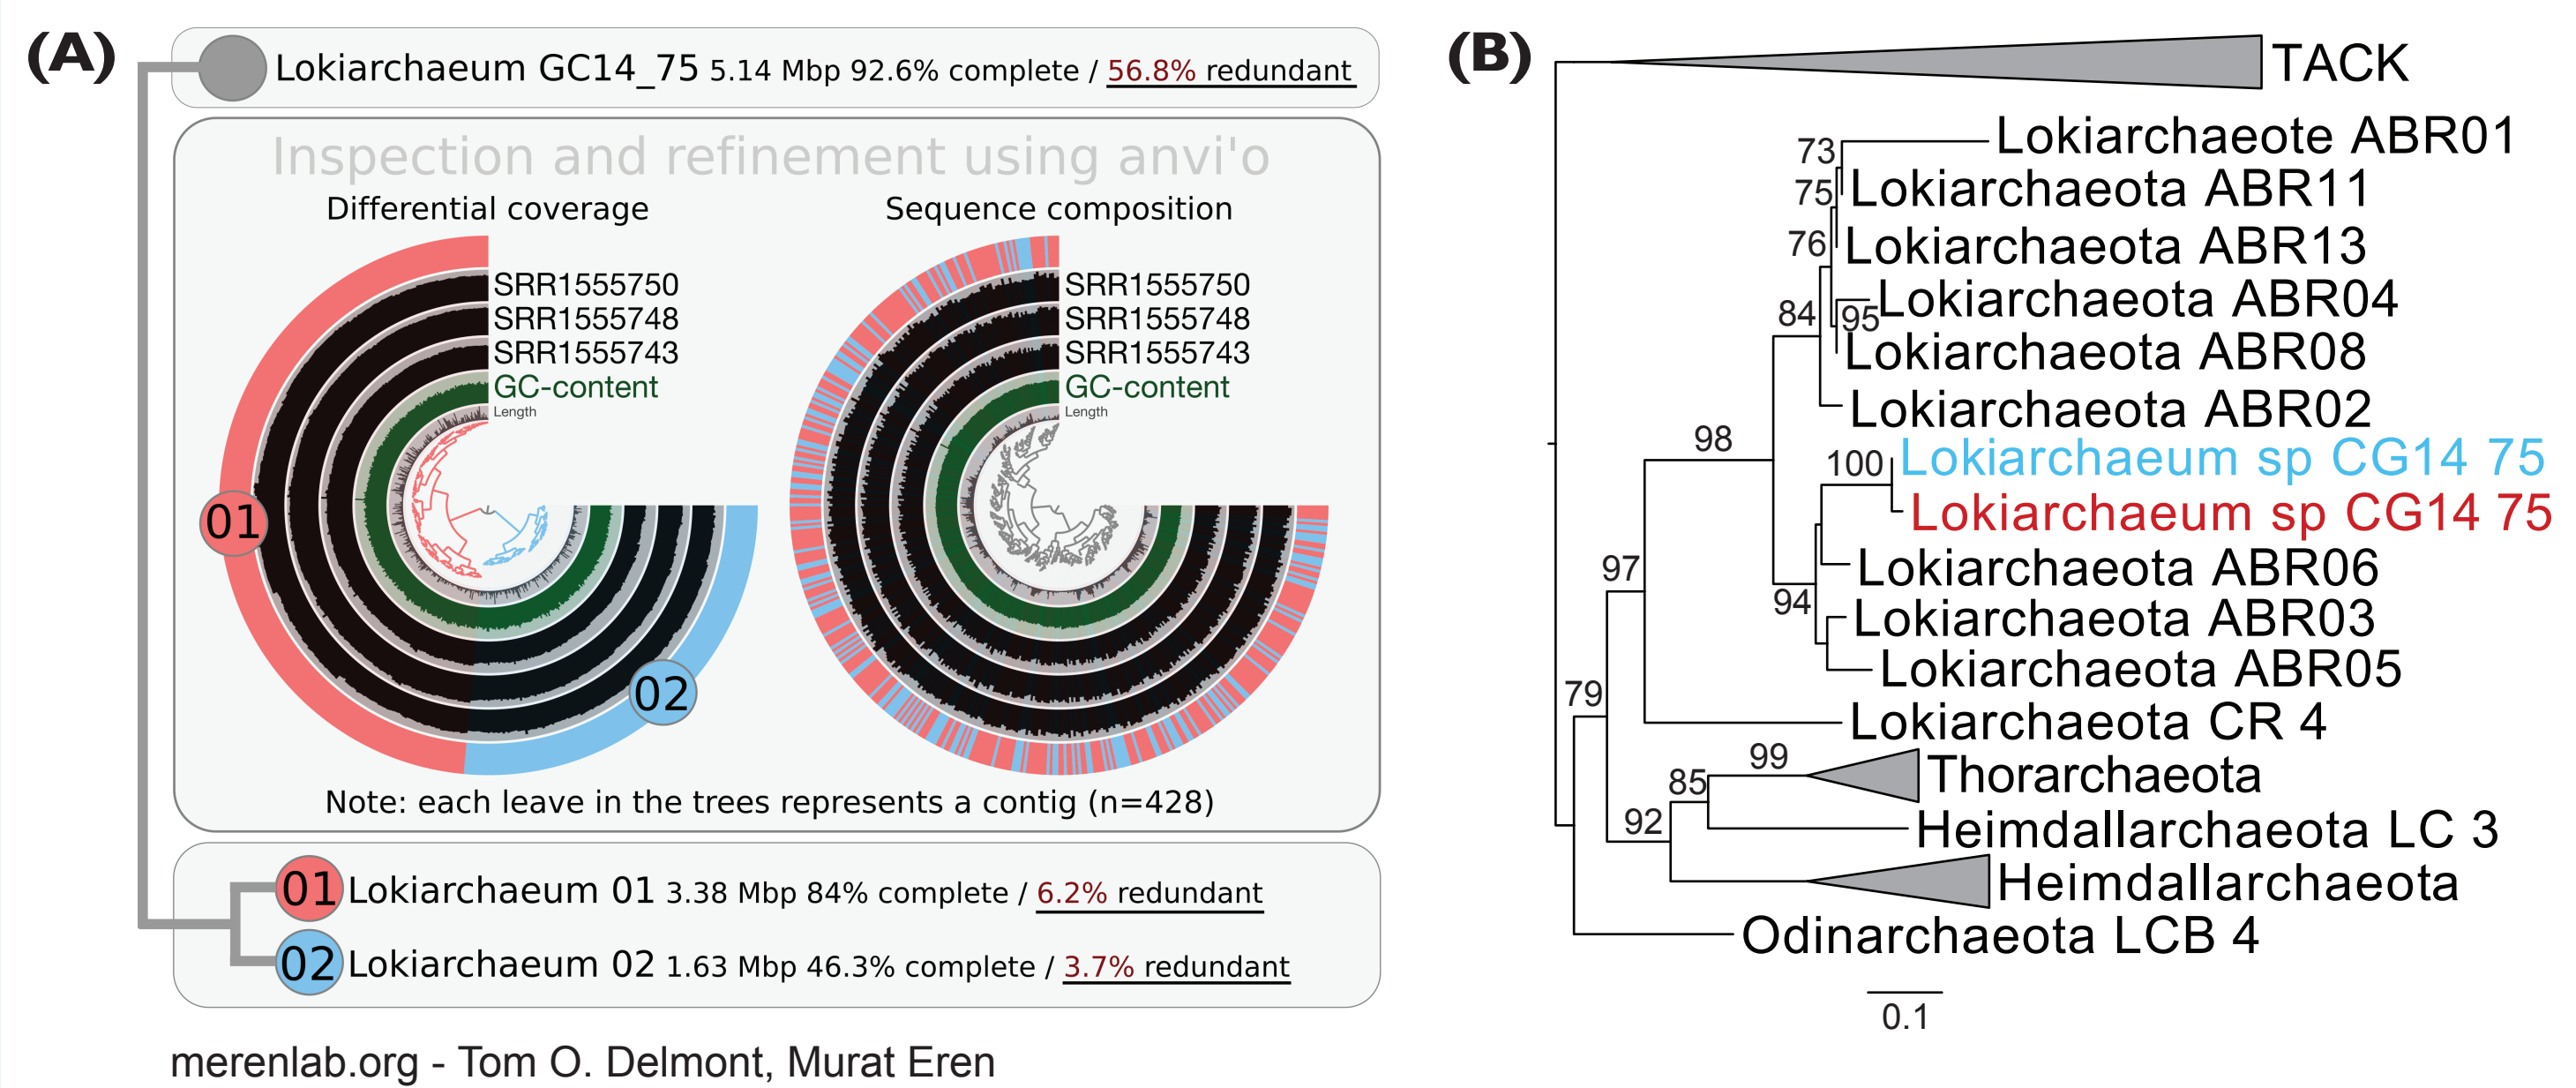 (A)
Lokiarchaeum GC14_75 5.14 Mbp 92.6% complete / 56.8% redundant
Inspection and refinement using anvi'o
Differential coverage
SRR1555750
SRR1555748
SRR1555743
GC-content
Length
01
02
Sequence composition
SRR1555750
SRR1555748
SRR1555743
GC-content
Length
Note: each leave in the trees represents a contig (n=428)
01 Lokiarchaeum 01 3.38 Mbp 84% complete / 6.2% redundant
02 Lokiarchaeum 02 1.63 Mbp 46.3% complete / 3.7% redundant
merenlab.org - Tom O. Delmont, Murat Eren
(B)
TACK
Lokiarchaeote ABR01
73
75
Lokiarchaeota ABR11
76
Lokiarchaeota ABR13
Lokiarchaeota ABR04
84
95
Lokiarchaeota ABR08
Lokiarchaeota ABR02
98
100
Lokiarchaeum sp CG14 75
Lokiarchaeum sp CG14 75
97
Lokiarchaeota ABR06
94
Lokiarchaeota ABR03
Lokiarchaeota ABR05
79
Lokiarchaeota CR 4
99
85
Thorarchaeota
92
Heimdallarchaeota LC 3
Heimdallarchaeota
Odinarchaeota LCB 4
0.1